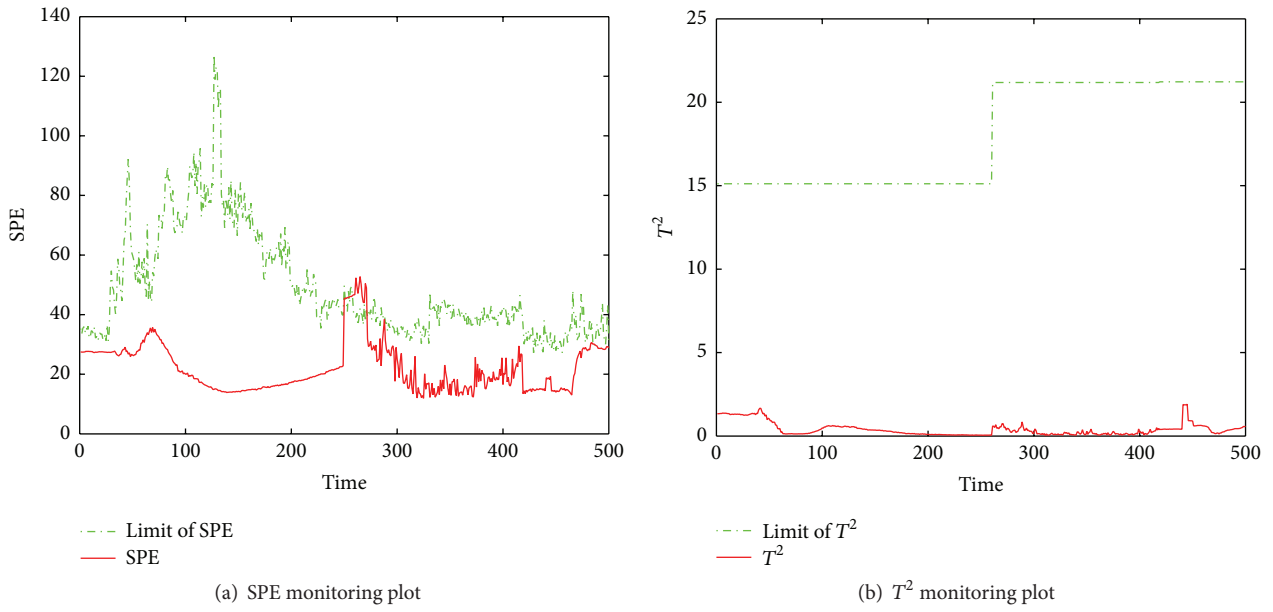 140
120
100
80
60
40
20
0
SPE
0
100
200
300
400
500
Time
Limit of SPE
SPE
(a) SPE monitoring plot
25
20
15
10
5
0
T²
0
100
200
300
400
500
Time
Limit of T²
T²
(b) T² monitoring plot